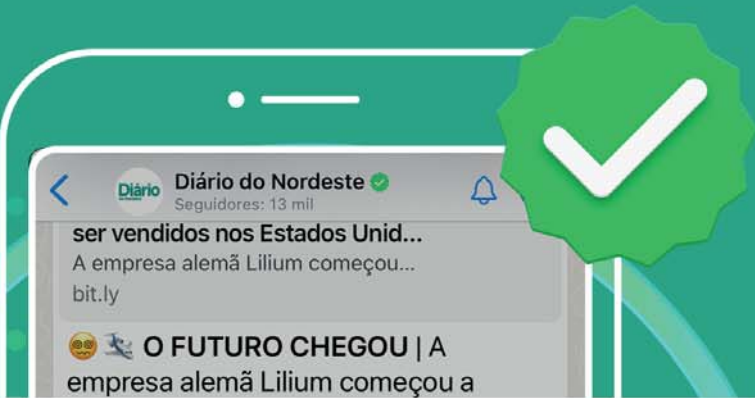 Diário
Diário do Nordeste
Seguidores: 13 mil
ser vendidos nos Estados Unid...
A empresa alemã Lilium começou...
bit.ly
O FUTURO CHEGOU | A
empresa alemã Lilium começou a